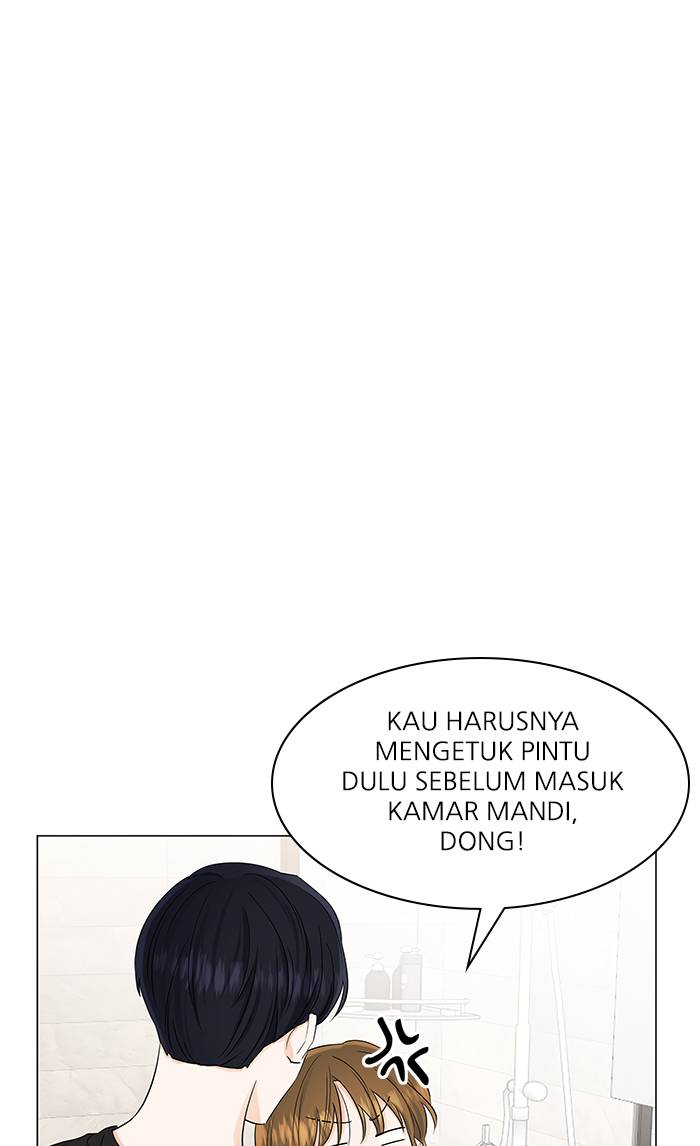 KAU HARUSNYA
MENGETUK PINTU
DULU SEBELUM MASUK
KAMAR MANDI,
DONG!